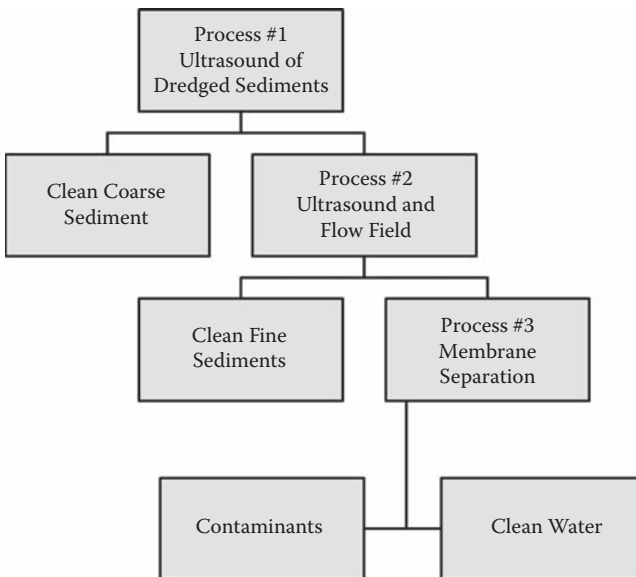 Process #1
Ultrasound of
Dredged Sediments
Clean Coarse
Sediment
Process #2
Ultrasound and
Flow Field
Clean Fine
Sediments
Process #3
Membrane
Separation
Contaminants
Clean Water